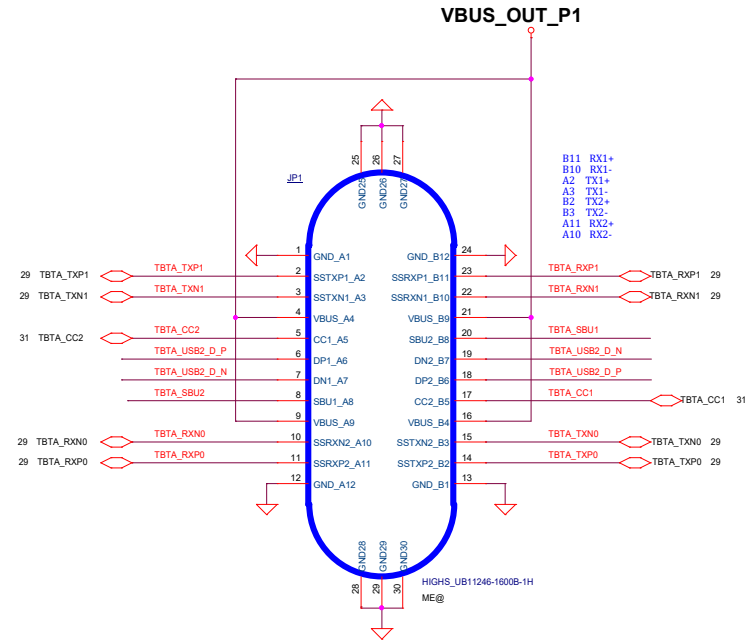 VBUS_OUT_P1
25
26
27
GND25
GND26
GND27
JP1
B11 RX1+
B10 RX1-
A2 TX1+
A3 TX1-
B2 TX2+
B3 TX2-
A11 RX2+
A10 RX2-
1 GND_A1 GND_B12 24
29 TBTA_TXP1 TBTA_TXP1 2 SSTXP1_A2 SSRXP1_B11 23 TBTA_RXP1 TBTA_RXP1 29
29 TBTA_TXN1 TBTA_TXN1 3 SSTXN1_A3 SSRXN1_B10 22 TBTA_RXN1 TBTA_RXN1 29
4 VBUS_A4 VBUS_B9 21
31 TBTA_CC2 TBTA_CC2 5 CC1_A5 SBU2_B8 20 TBTA_SBU1
TBTA_USB2_D_P 6 DP1_A6 DN2_B7 19 TBTA_USB2_D_N
TBTA_USB2_D_N 7 DN1_A7 DP2_B6 18 TBTA_USB2_D_P
TBTA_SBU2 8 SBU1_A8 CC2_B5 17 TBTA_CC1 TBTA_CC1 31
9 VBUS_A9 VBUS_B4 16
29 TBTA_RXN0 TBTA_RXN0 10 SSRXN2_A10 SSTXN2_B3 15 TBTA_TXN0 TBTA_TXN0 29
29 TBTA_RXP0 TBTA_RXP0 11 SSRXP2_A11 SSTXP2_B2 14 TBTA_TXP0 TBTA_TXP0 29
12 GND_A12 GND_B1 13
GND28
GND29
GND30
28
29
30
HIGHS_UB11246-1600B-1H
ME@